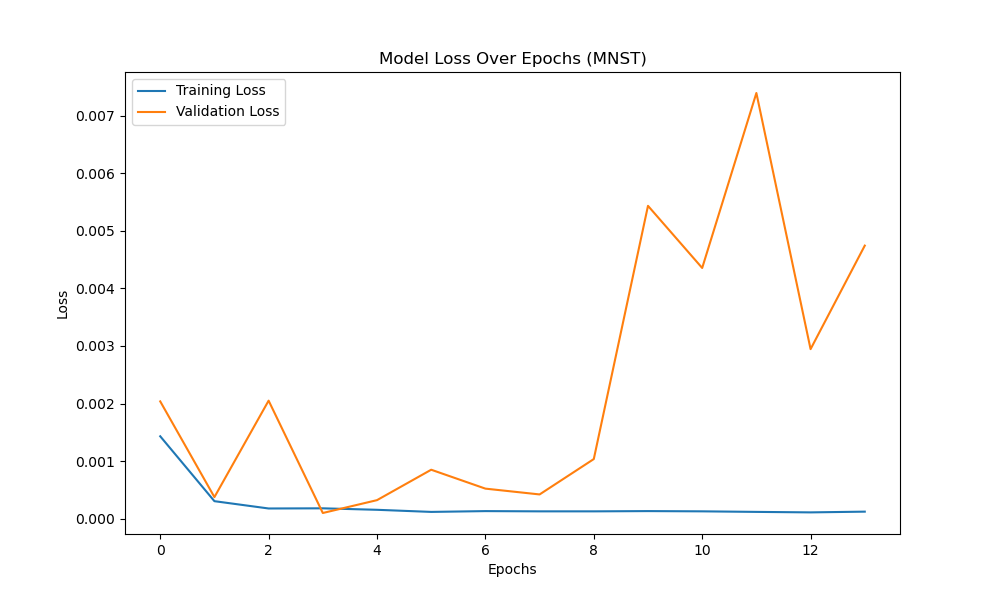 Model Loss Over Epochs (MNST)
Training Loss
Validation Loss
0.007
0.006
0.005
0.004
0.003
0.002
0.001
0.000
Loss
0 2 4 6 8 10 12
Epochs